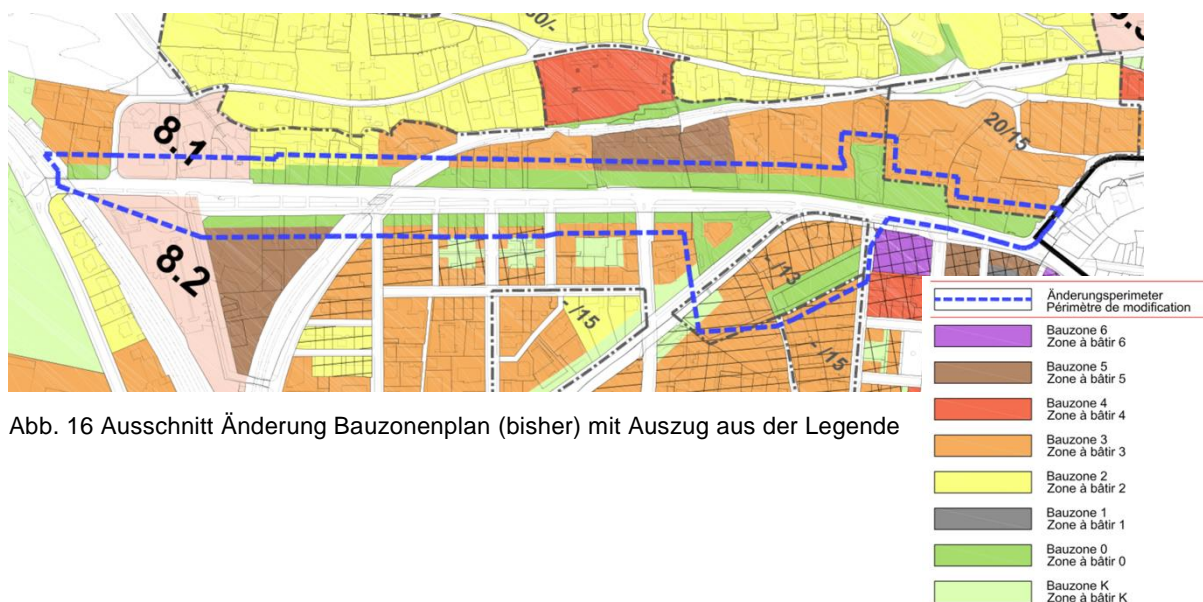 30/-
8.1
20/15
8.2
- /13
- /15
- /15
Änderungsperimeter
Périmètre de modification
Bauzone 6
Zone à bâtir 6
Bauzone 5
Zone à bâtir 5
Bauzone 4
Zone à bâtir 4
Bauzone 3
Zone à bâtir 3
Bauzone 2
Zone à bâtir 2
Bauzone 1
Zone à bâtir 1
Bauzone 0
Zone à bâtir 0
Bauzone K
Zone à bâtir K
Abb. 16 Ausschnitt Änderung Bauzonenplan (bisher) mit Auszug aus der Legende